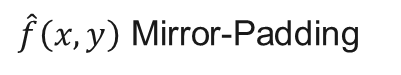 f̂(x, y) Mirror-Padding